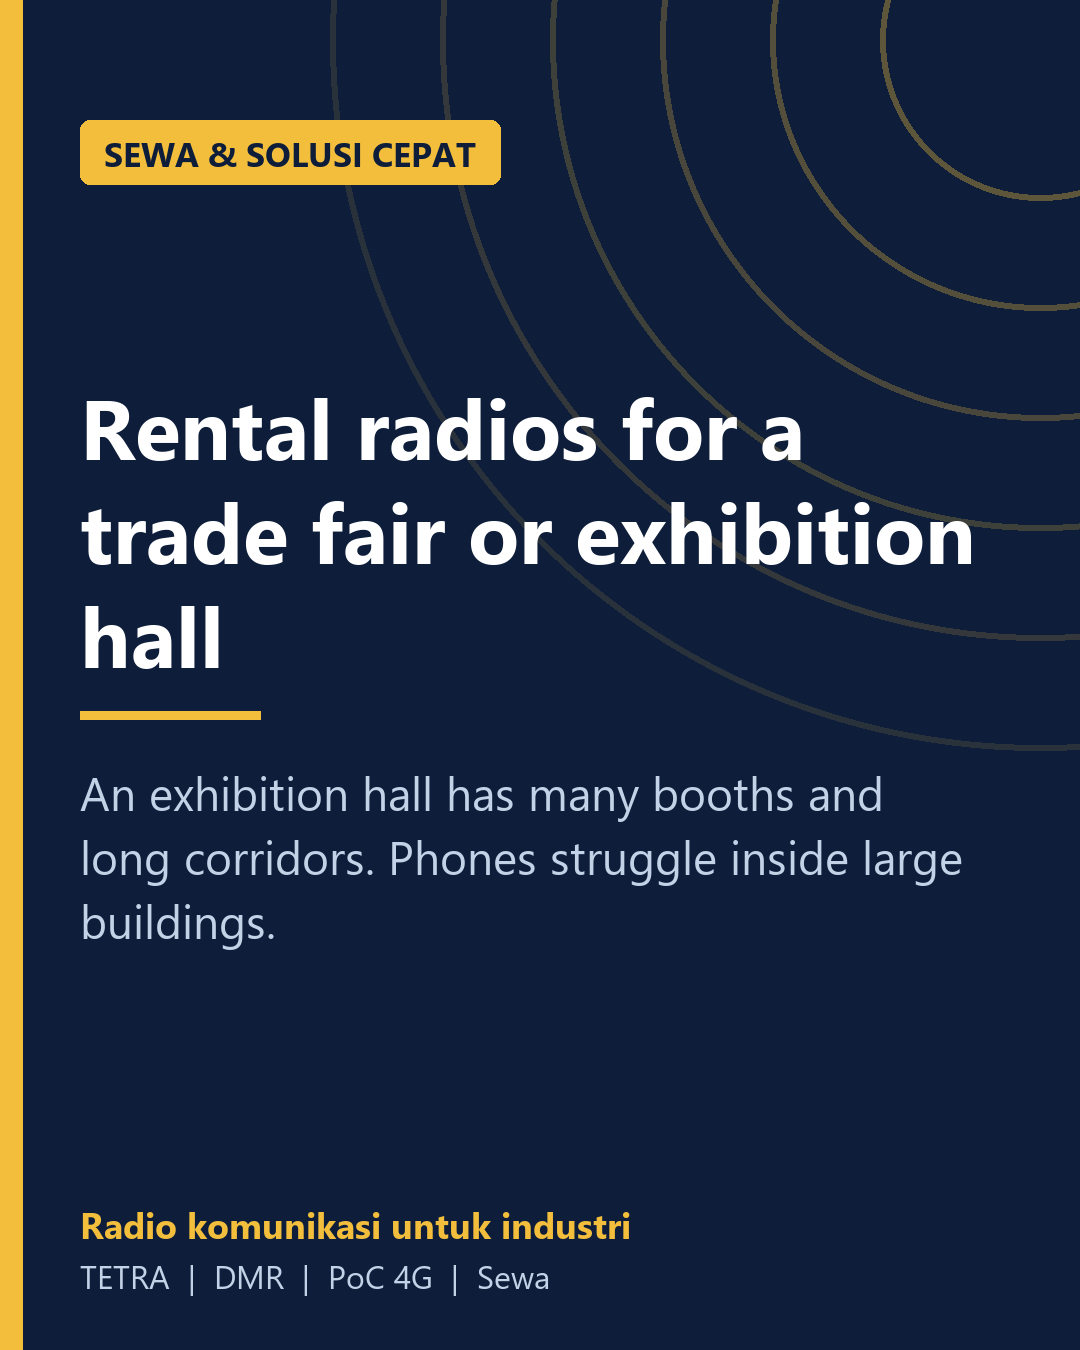 SEWA & SOLUSI CEPAT
Rental radios for a
trade fair or exhibition
hall
An exhibition hall has many booths and
long corridors. Phones struggle inside large
buildings.
Radio komunikasi untuk industri
TETRA | DMR | PoC 4G | Sewa